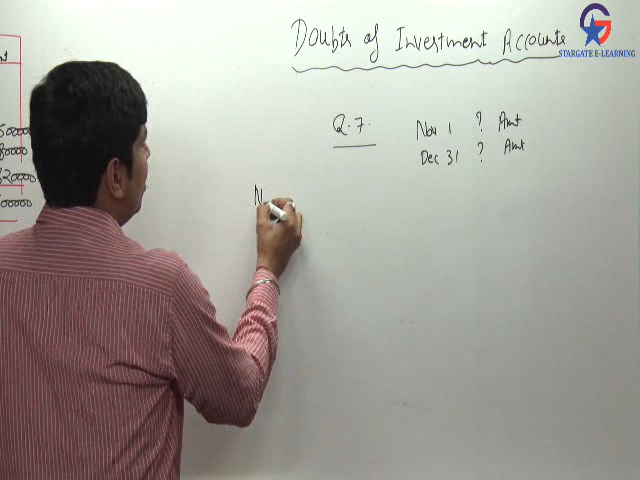 Doubts of Investment Accounts
STARGATE E-LEARNING
Q.7.
Nov 1 ? Amt
Dec 31 ? Amt
N